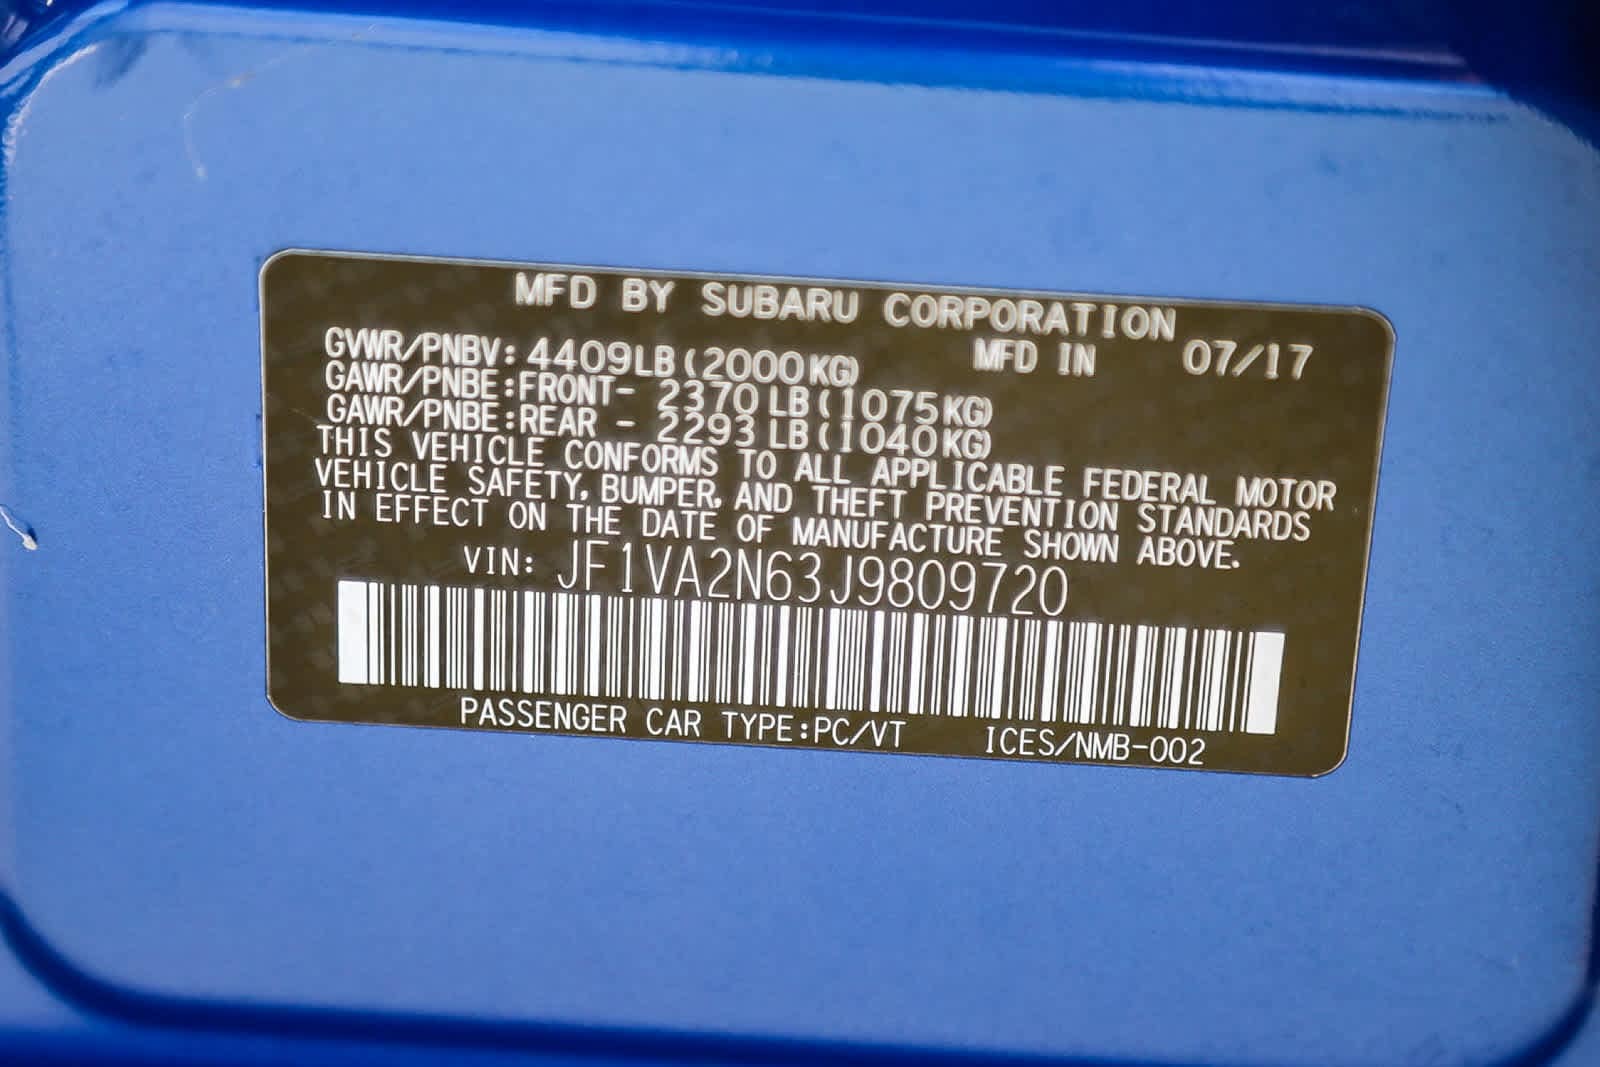 MFD BY SUBARU CORPORATION
GVWR/PNBV: 4409LB(2000KG) MFD IN 07/17
GAWR/PNBE:FRONT- 2370LB(1075KG)
GAWR/PNBE:REAR - 2293LB(1040KG)
THIS VEHICLE CONFORMS TO ALL APPLICABLE FEDERAL MOTOR
VEHICLE SAFETY, BUMPER, AND THEFT PREVENTION STANDARDS
IN EFFECT ON THE DATE OF MANUFACTURE SHOWN ABOVE.
VIN: JF1VA2N63J9809720
PASSENGER CAR TYPE:PC/VT ICES/NMB-002